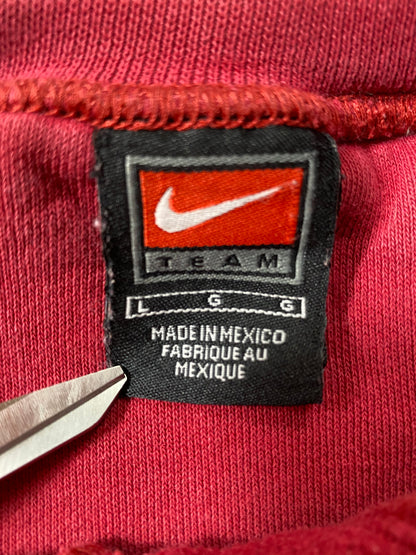 TEAM
L G G
MADE IN MEXICO
FABRIQUE AU
MEXIQUE